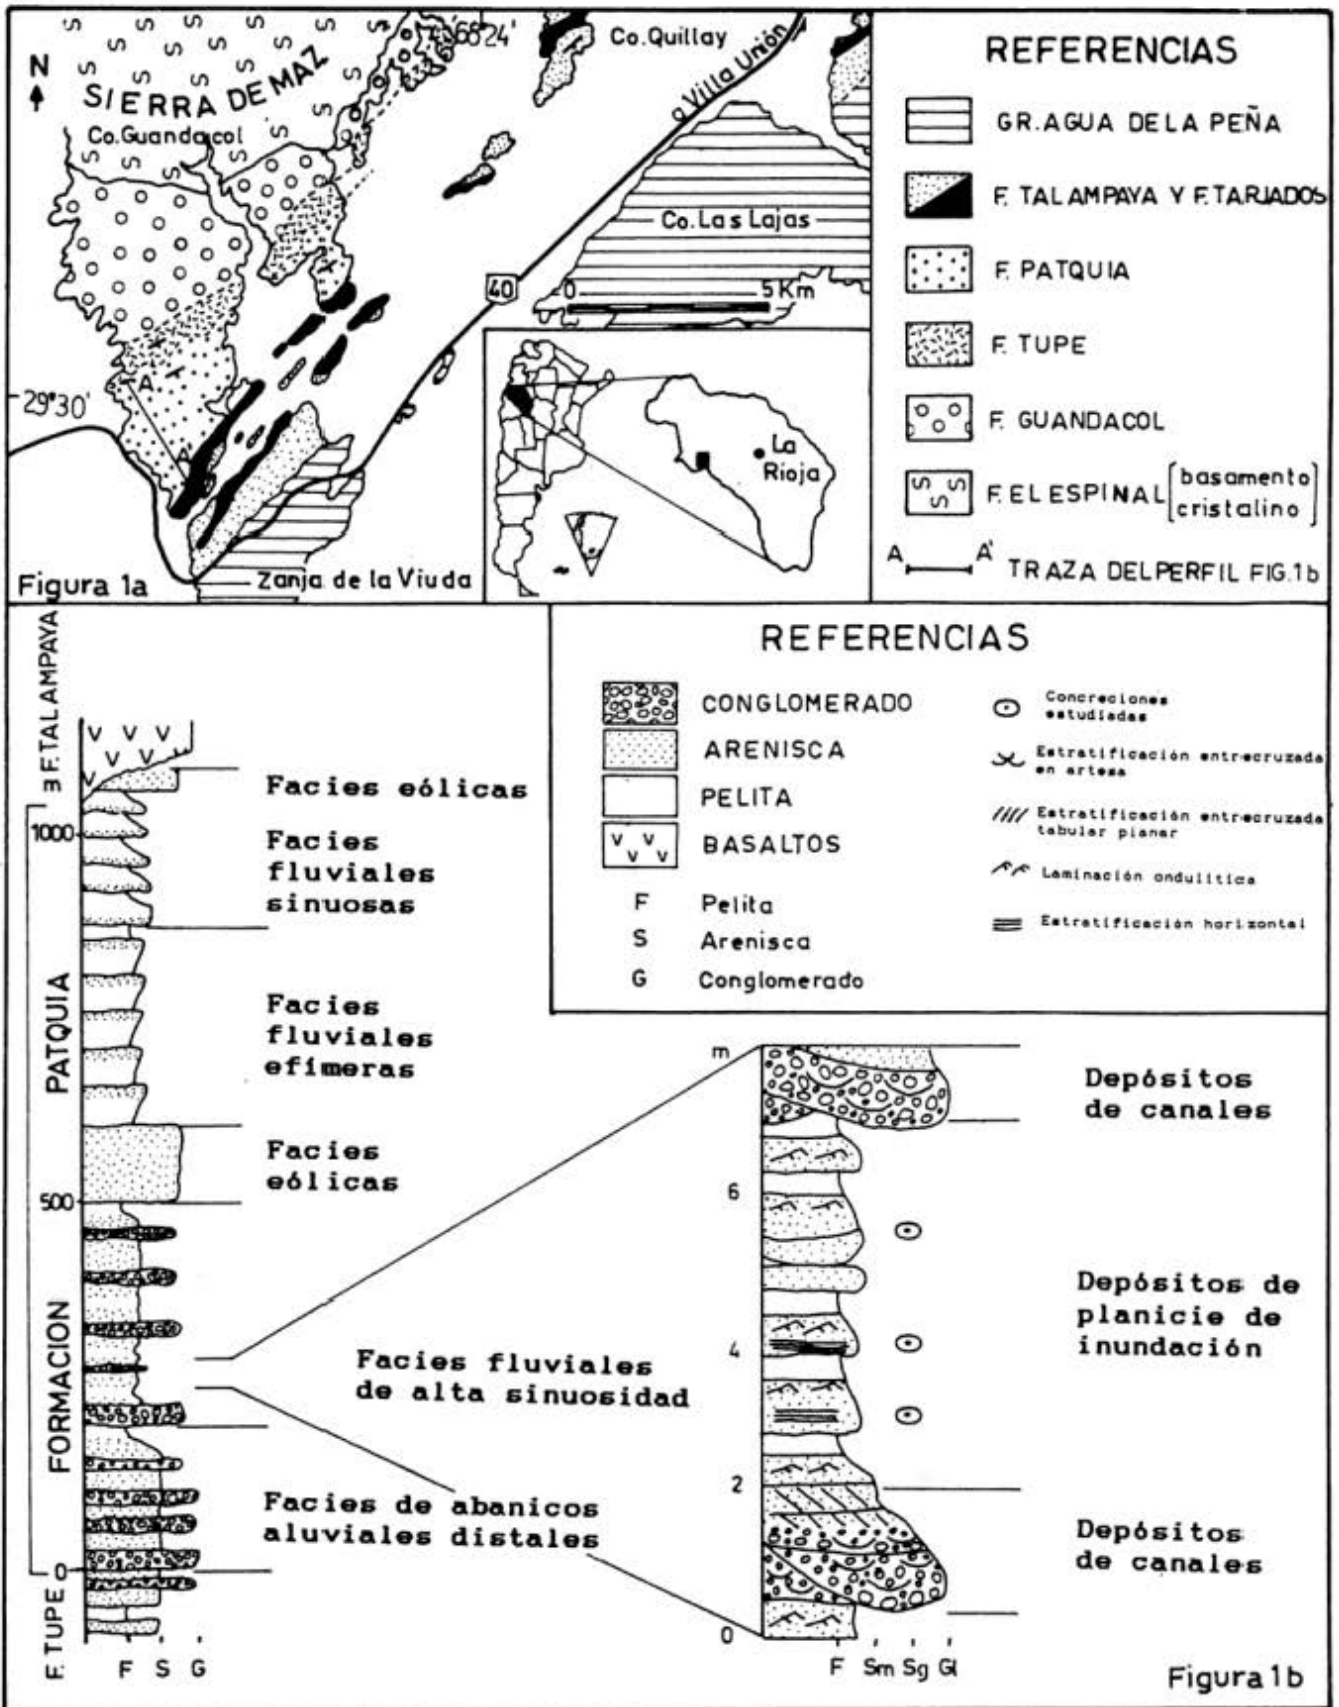 68°24'
Co. Quillay
N
SIERRA DE MAZ
Co. Guandacol
a Villa Unión
Co. Las Lajas
40
0 5 Km
A
29°30'
A'
La
Rioja
Zanja de la Viuda
Figura 1a
REFERENCIAS
GR. AGUA DE LA PEÑA
F. TALAMPAYA Y F. TARJADOS
F. PATQUIA
F. TUPE
F. GUANDACOL
F. EL ESPINAL [basamento
cristalino]
A A' TRAZA DEL PERFIL FIG. 1b
REFERENCIAS
CONGLOMERADO
ARENISCA
PELITA
BASALTOS
F Pelita
S Arenisca
G Conglomerado
Concreciones
estudiadas
Estratificación entrecruzada
en artesa
Estratificación entrecruzada
tabular planar
Laminación ondulítica
Estratificación horizontal
m F. TALAMPAYA
FORMACION PATQUIA
F. TUPE
1000
500
0
F S G
Facies eólicas
Facies
fluviales
sinuosas
Facies
fluviales
efímeras
Facies
eólicas
Facies fluviales
de alta sinuosidad
Facies de abanicos
aluviales distales
m
6
4
2
0
F Sm Sg Gl
Depósitos
de canales
Depósitos de
planicie de
inundación
Depósitos
de canales
Figura 1b